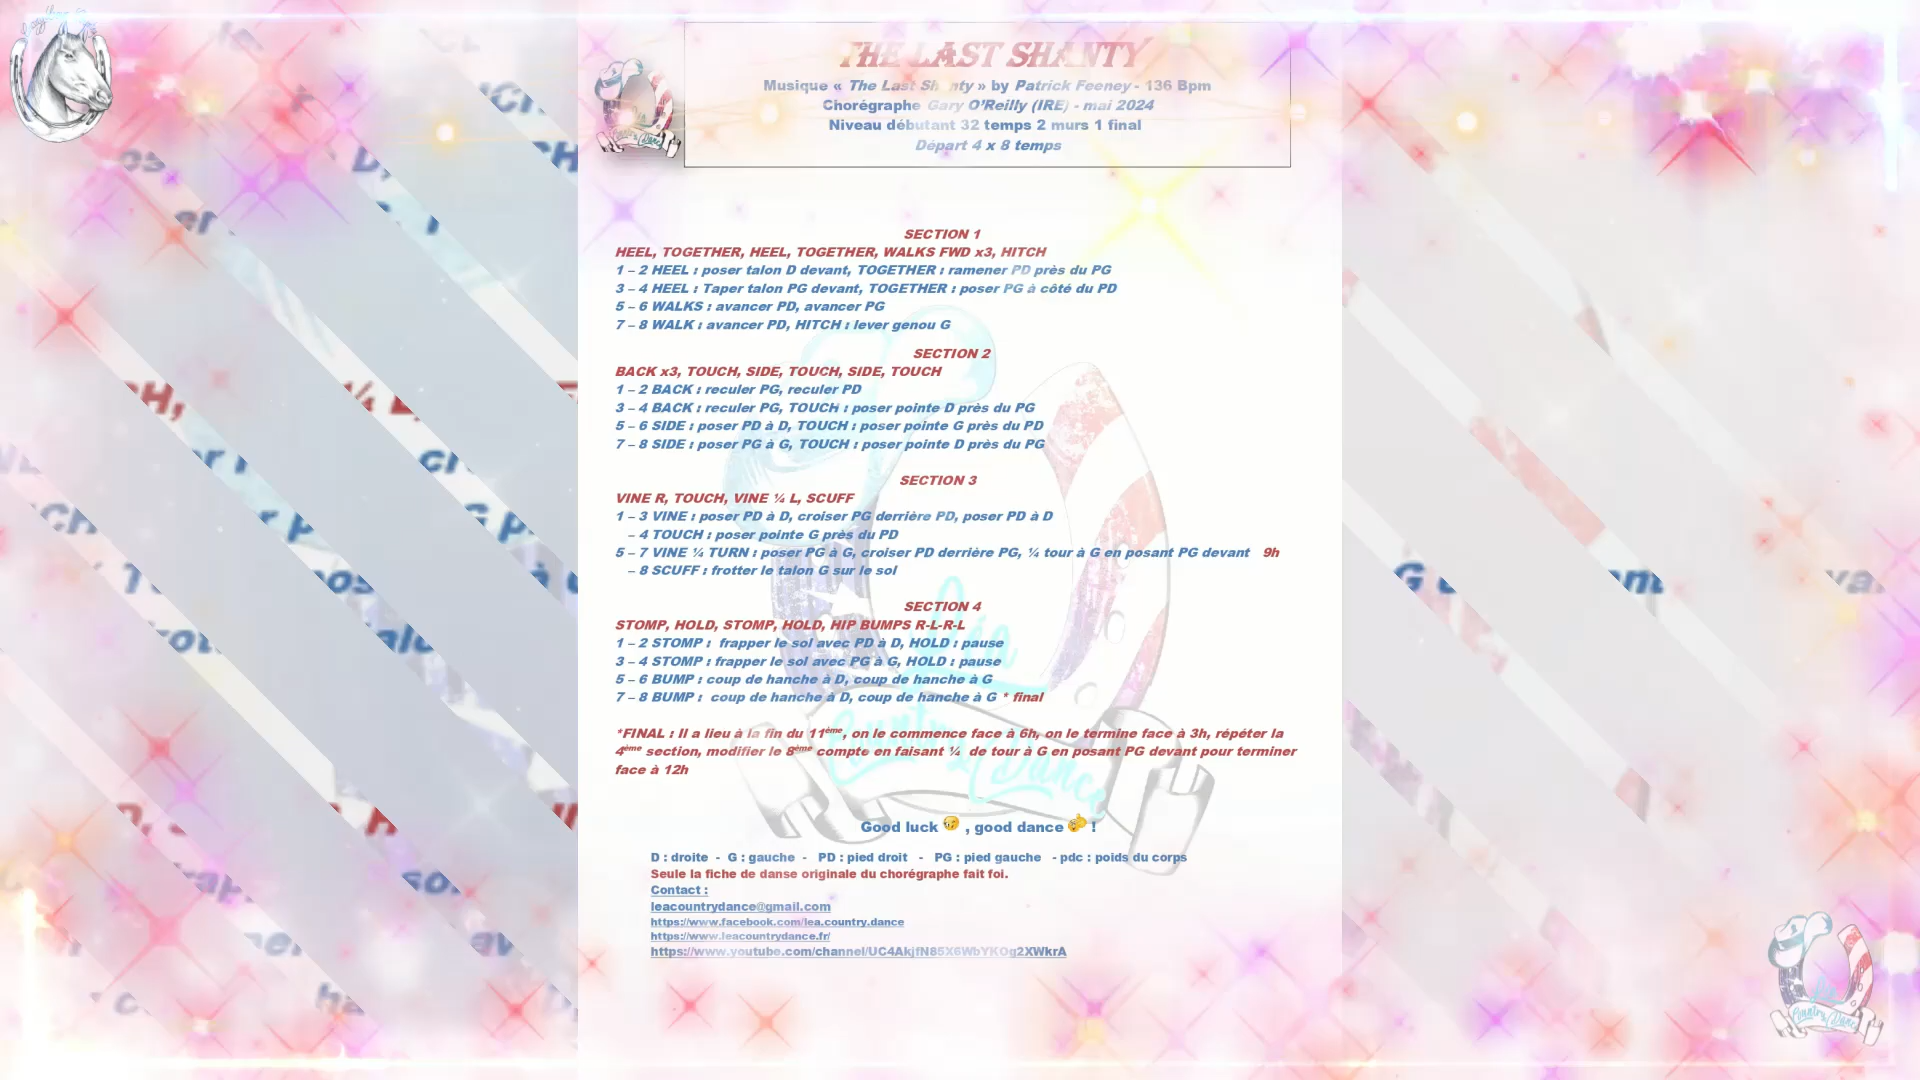 THE LAST SHANTY
Musique « The Last Shanty » by Patrick Feeney - 136 Bpm
Chorégraphe Gary O'Reilly (IRE) - mai 2024
Niveau débutant 32 temps 2 murs 1 final
Départ 4 x 8 temps
SECTION 1
HEEL, TOGETHER, HEEL, TOGETHER, WALKS FWD x3, HITCH
1 – 2 HEEL : poser talon D devant, TOGETHER : ramener PD près du PG
3 – 4 HEEL : Taper talon PG devant, TOGETHER : poser PG à côté du PD
5 – 6 WALKS : avancer PD, avancer PG
7 – 8 WALK : avancer PD, HITCH : lever genou G
SECTION 2
BACK x3, TOUCH, SIDE, TOUCH, SIDE, TOUCH
1 – 2 BACK : reculer PG, reculer PD
3 – 4 BACK : reculer PG, TOUCH : poser pointe D près du PG
5 – 6 SIDE : poser PD à D, TOUCH : poser pointe G près du PD
7 – 8 SIDE : poser PG à G, TOUCH : poser pointe D près du PG
SECTION 3
VINE R, TOUCH, VINE ¼ L, SCUFF
1 – 3 VINE : poser PD à D, croiser PG derrière PD, poser PD à D
– 4 TOUCH : poser pointe G près du PD
5 – 7 VINE ¼ TURN : poser PG à G, croiser PD derrière PG, ¼ tour à G en posant PG devant 9h
– 8 SCUFF : frotter le talon G sur le sol
SECTION 4
STOMP, HOLD, STOMP, HOLD, HIP BUMPS R-L-R-L
1 – 2 STOMP : frapper le sol avec PD à D, HOLD : pause
3 – 4 STOMP : frapper le sol avec PG à G, HOLD : pause
5 – 6 BUMP : coup de hanche à D, coup de hanche à G
7 – 8 BUMP : coup de hanche à D, coup de hanche à G * final
*FINAL : Il a lieu à la fin du 11ème, on le commence face à 6h, on le termine face à 3h, répéter la
4ème section, modifier le 8ème compte en faisant ¼ de tour à G en posant PG devant pour terminer
face à 12h
Good luck 😉 , good dance 👏 !
D : droite - G : gauche - PD : pied droit - PG : pied gauche - pdc : poids du corps
Seule la fiche de danse originale du chorégraphe fait foi.
Contact :
leacountrydance@gmail.com
https://www.facebook.com/lea.country.dance
https://www.leacountrydance.fr/
https://www.youtube.com/channel/UC4AkjfN85X6WbYKOg2XWkrA
Léa
Country Dance